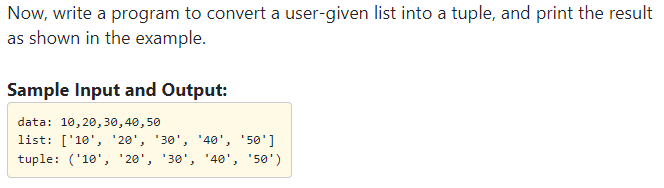 Now, write a program to convert a user-given list into a tuple, and print the result
as shown in the example.
Sample Input and Output:
data: 10,20,30,40,50
list: ['10', '20', '30', '40', '50']
tuple: ('10', '20', '30', '40', '50')